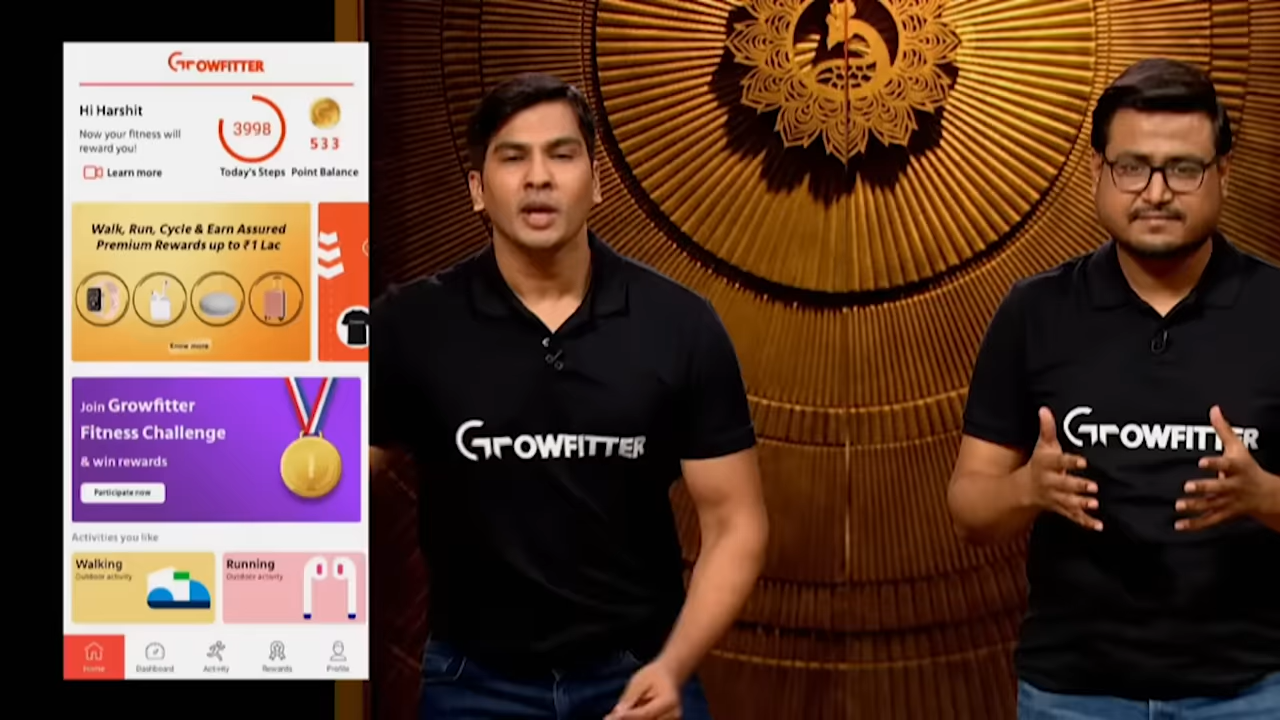 GrOWFITTER
Hi Harshit
Now your fitness will
reward you!
Learn more
3998
Today's Steps
533
Point Balance
Walk, Run, Cycle & Earn Assured
Premium Rewards up to ₹1 Lac
Know more
Join Growfitter
Fitness Challenge
& win rewards
Participate now
Activities you like
Walking
Outdoor activity
Running
Outdoor activity
Home
Dashboard
Activity
Rewards
Profile
GrOWFITTER
GrOWFITTER